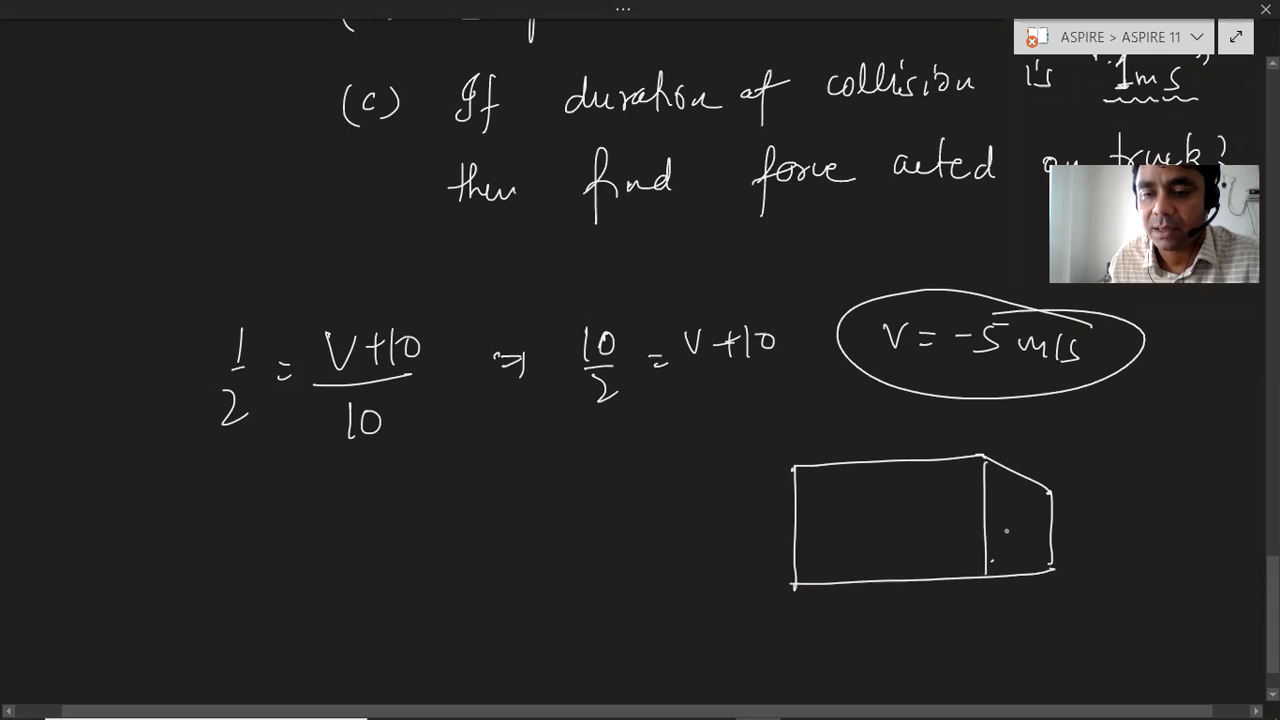 ASPIRE > ASPIRE 11
(c) If duration of collision is "1ms"
then find force acted on truck?
1/2 = V+10/10 ⇒ 10/2 = V+10 V = -5 m/s